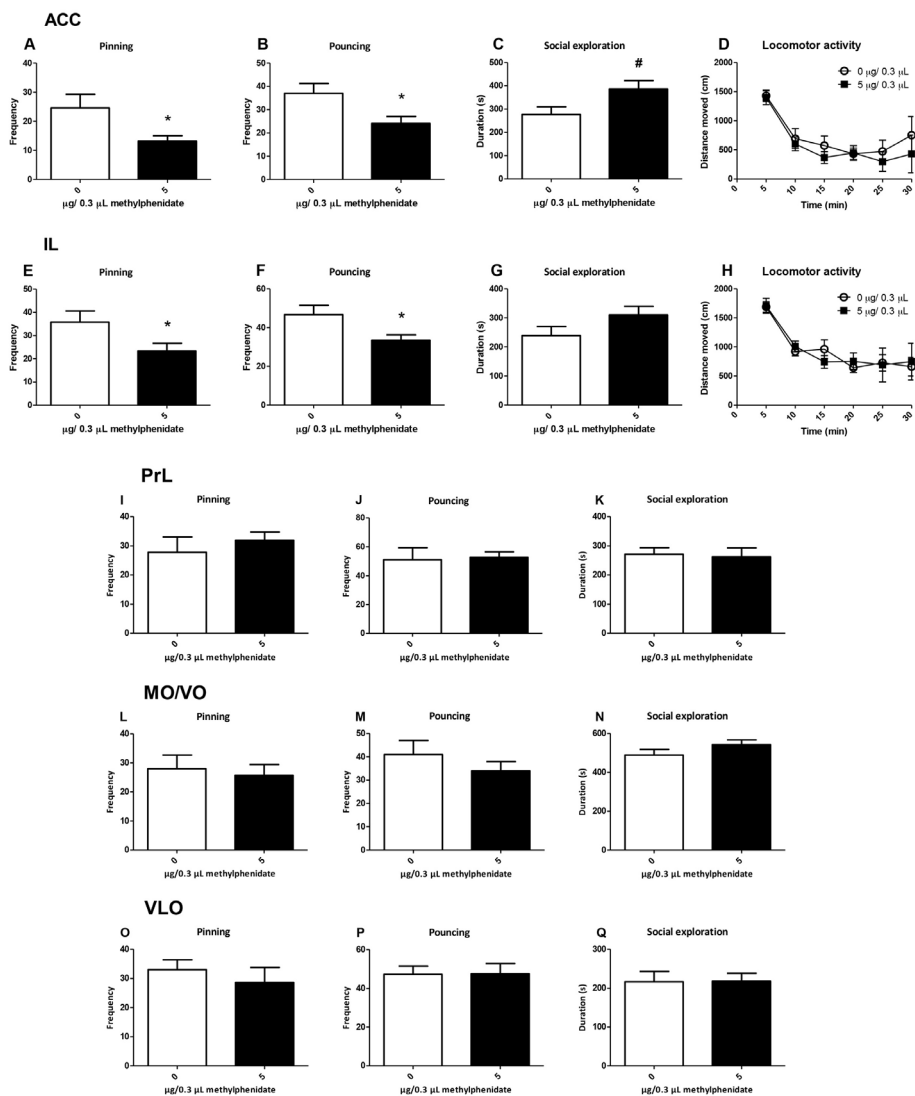 ACC
A
Pinning
Frequency
40
30
20
10
0
0
5
*
µg/ 0.3 µL methylphenidate
B
Pouncing
Frequency
50
40
30
20
10
0
0
5
*
µg/ 0.3 µL methylphenidate
C
Social exploration
Duration (s)
500
400
300
200
100
0
0
5
#
µg/ 0.3 µL methylphenidate
D
Locomotor activity
Distance moved (cm)
2000
1500
1000
500
0
0 µg/ 0.3 µL
5 µg/ 0.3 µL
0
5
10
15
20
25
30
Time (min)
IL
E
Pinning
Frequency
50
40
30
20
10
0
0
5
*
µg/ 0.3 µL methylphenidate
F
Pouncing
Frequency
60
40
20
0
0
5
*
µg/ 0.3 µL methylphenidate
G
Social exploration
Duration (s)
400
300
200
100
0
0
5
µg/ 0.3 µL methylphenidate
H
Locomotor activity
Distance moved (cm)
2000
1500
1000
500
0
0 µg/ 0.3 µL
5 µg/ 0.3 µL
0
5
10
15
20
25
30
Time (min)
PrL
I
Pinning
Frequency
40
30
20
10
0
0
5
µg/0.3 µL methylphenidate
J
Pouncing
Frequency
80
60
40
20
0
0
5
µg/0.3 µL methylphenidate
K
Social exploration
Duration (s)
400
300
200
100
0
0
5
µg/0.3 µL methylphenidate
MO/VO
L
Pinning
Frequency
40
30
20
10
0
0
5
µg/0.3 µL methylphenidate
M
Pouncing
Frequency
50
40
30
20
10
0
0
5
µg/0.3 µL methylphenidate
N
Social exploration
Duration (s)
600
400
200
0
0
5
µg/0.3 µL methylphenidate
VLO
O
Pinning
Frequency
40
30
20
10
0
0
5
µg/0.3 µL methylphenidate
P
Pouncing
Frequency
60
40
20
0
0
5
µg/0.3 µL methylphenidate
Q
Social exploration
Duration (s)
300
200
100
0
0
5
µg/0.3 µL methylphenidate